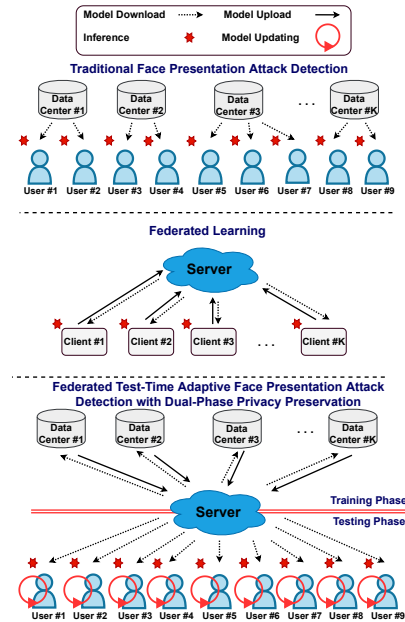 Model Download
Model Upload
Inference
Model Updating
Traditional Face Presentation Attack Detection
Data Center #1
Data Center #2
Data Center #3
. . .
Data Center #K
User #1
User #2
User #3
User #4
User #5
User #6
User #7
User #8
User #9
Federated Learning
Server
Client #1
Client #2
Client #3
. . .
Client #K
Federated Test-Time Adaptive Face Presentation Attack
Detection with Dual-Phase Privacy Preservation
Data Center #1
Data Center #2
Data Center #3
. . .
Data Center #K
Training Phase
Server
Testing Phase
User #1
User #2
User #3
User #4
User #5
User #6
User #7
User #8
User #9